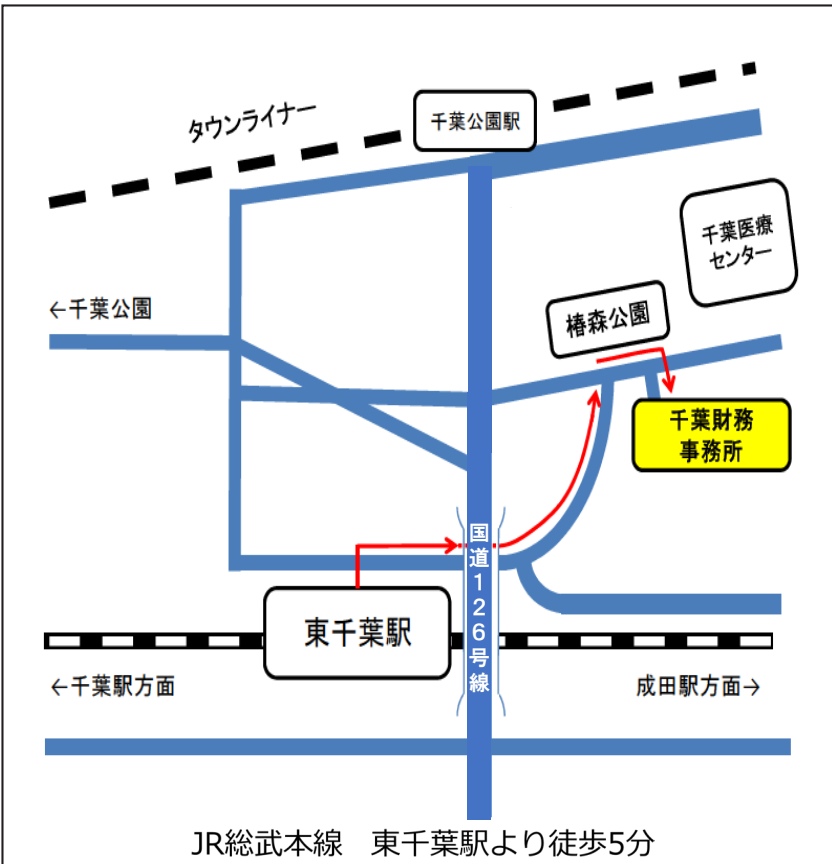 タウンライナー
千葉公園駅
千葉医療
センター
←千葉公園
椿森公園
千葉財務
事務所
国道126号線
東千葉駅
←千葉駅方面
成田駅方面→
JR総武本線　東千葉駅より徒歩5分